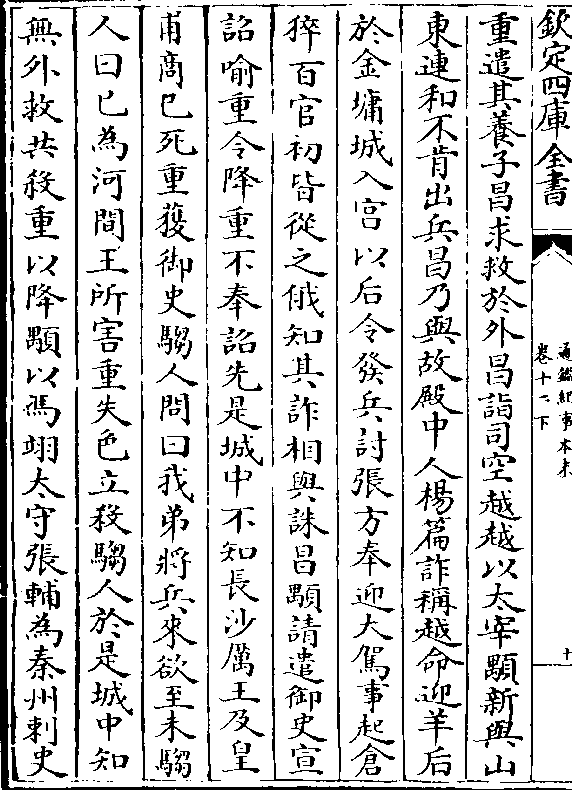 欽定四庫全書
通鑑紀事本末
卷十二下
十
重遣其養子昌求救於外昌詣司空越越以太宰顒新與山
東連和不肯出兵昌乃與故殿中人楊篇詐稱越命迎羊后
於金墉城入宫以后令發兵討張方奉迎大駕事起倉
猝百官初皆從之俄知其詐相與誅昌顒請遣御史宣
詔喻重令降重不奉詔先是城中不知長沙厲王及皇
甫商已死重獲御史騶人問曰我弟將兵來欲至未騶
人曰已為河間王所害重失色立殺騶人於是城中知
無外救共殺重以降顒以馮翊太守張輔為秦州刺史